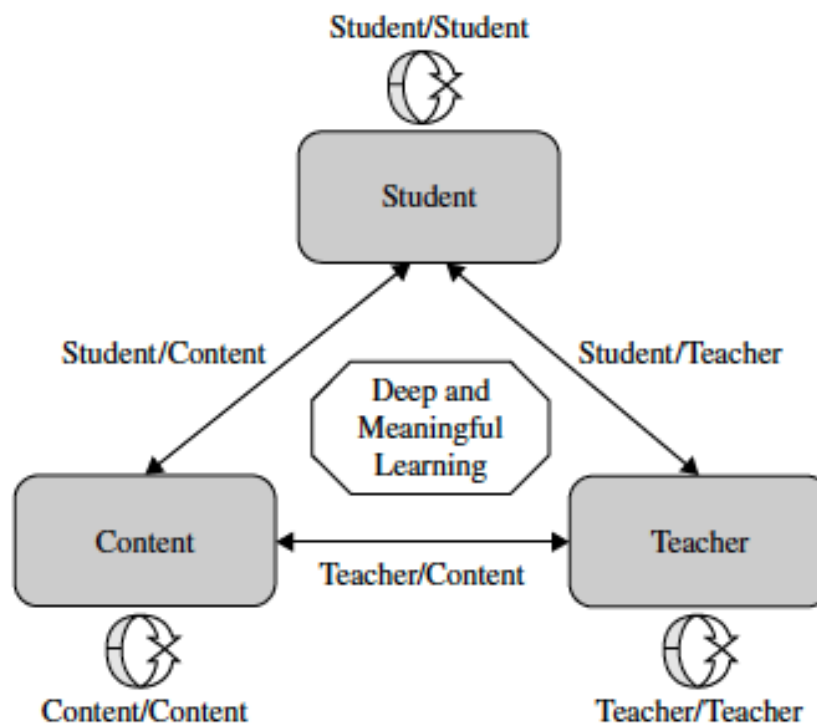 Student/Student
Student
Student/Content
Student/Teacher
Deep and
Meaningful
Learning
Content
Teacher
Teacher/Content
Content/Content
Teacher/Teacher